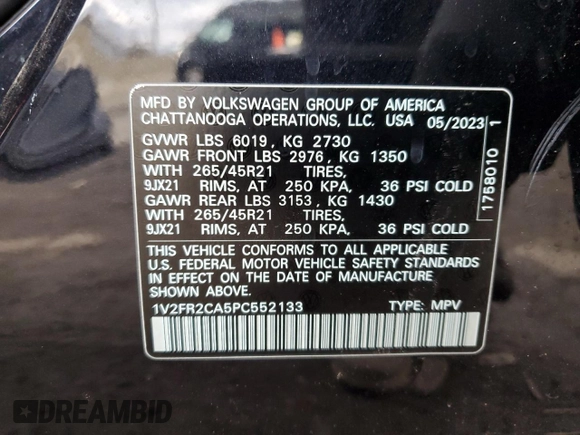 MFD BY VOLKSWAGEN GROUP OF AMERICA
CHATTANOOGA OPERATIONS, LLC. USA 05/2023
GVWR LBS 6019, KG 2730
GAWR FRONT LBS 2976, KG 1350
WITH 265/45R21 TIRES,
9JX21 RIMS, AT 250 KPA, 36 PSI COLD
GAWR REAR LBS 3153, KG 1430
WITH 265/45R21 TIRES,
9JX21 RIMS, AT 250 KPA, 36 PSI COLD
THIS VEHICLE CONFORMS TO ALL APPLICABLE
U.S. FEDERAL MOTOR VEHICLE SAFETY STANDARDS
IN EFFECT ON THE DATE OF MANUFACTURE
SHOWN ABOVE
1V2FR2CA5PC552133 TYPE: MPV
1758010 1
DREAMBID